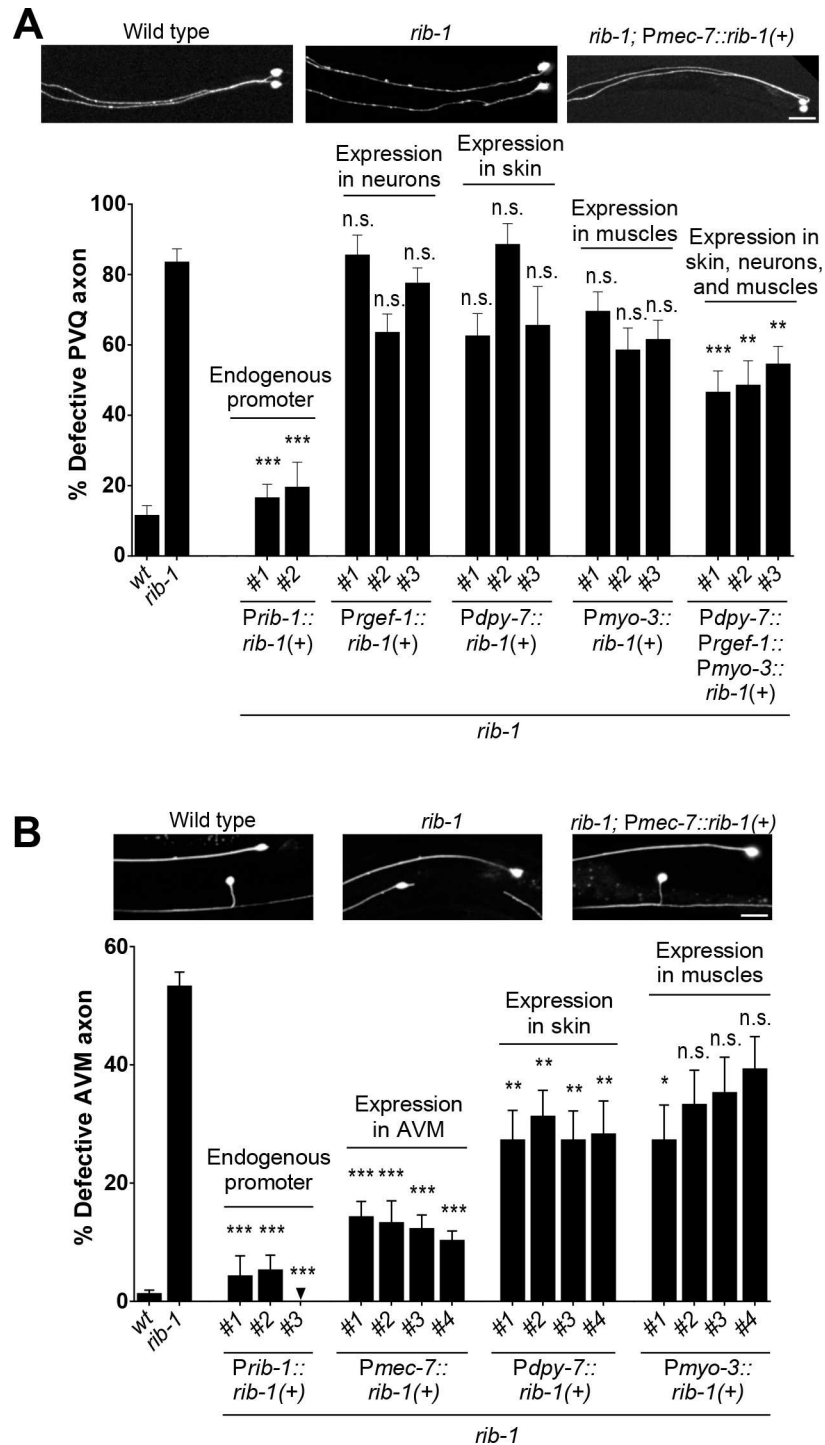 A
Wild type
rib-1
rib-1; Pmec-7::rib-1(+)
% Defective PVQ axon
100
80
60
40
20
0
Endogenous
promoter
Expression
in neurons
Expression
in skin
Expression
in muscles
Expression in
skin, neurons,
and muscles
*** ***
n.s. n.s. n.s.
n.s. n.s. n.s.
n.s. n.s. n.s.
*** ** **
wt rib-1 #1 #2 #1 #2 #3 #1 #2 #3 #1 #2 #3 #1 #2 #3
Prib-1::
rib-1(+)
Prgef-1::
rib-1(+)
Pdpy-7::
rib-1(+)
Pmyo-3::
rib-1(+)
Pdpy-7::
Prgef-1::
Pmyo-3::
rib-1(+)
rib-1
B
Wild type
rib-1
rib-1; Pmec-7::rib-1(+)
% Defective AVM axon
60
40
20
0
Endogenous
promoter
Expression
in AVM
Expression
in skin
Expression
in muscles
*** *** ***
*** *** *** ***
** ** ** **
* n.s. n.s. n.s.
wt rib-1 #1 #2 #3 #1 #2 #3 #4 #1 #2 #3 #4 #1 #2 #3 #4
Prib-1::
rib-1(+)
Pmec-7::
rib-1(+)
Pdpy-7::
rib-1(+)
Pmyo-3::
rib-1(+)
rib-1